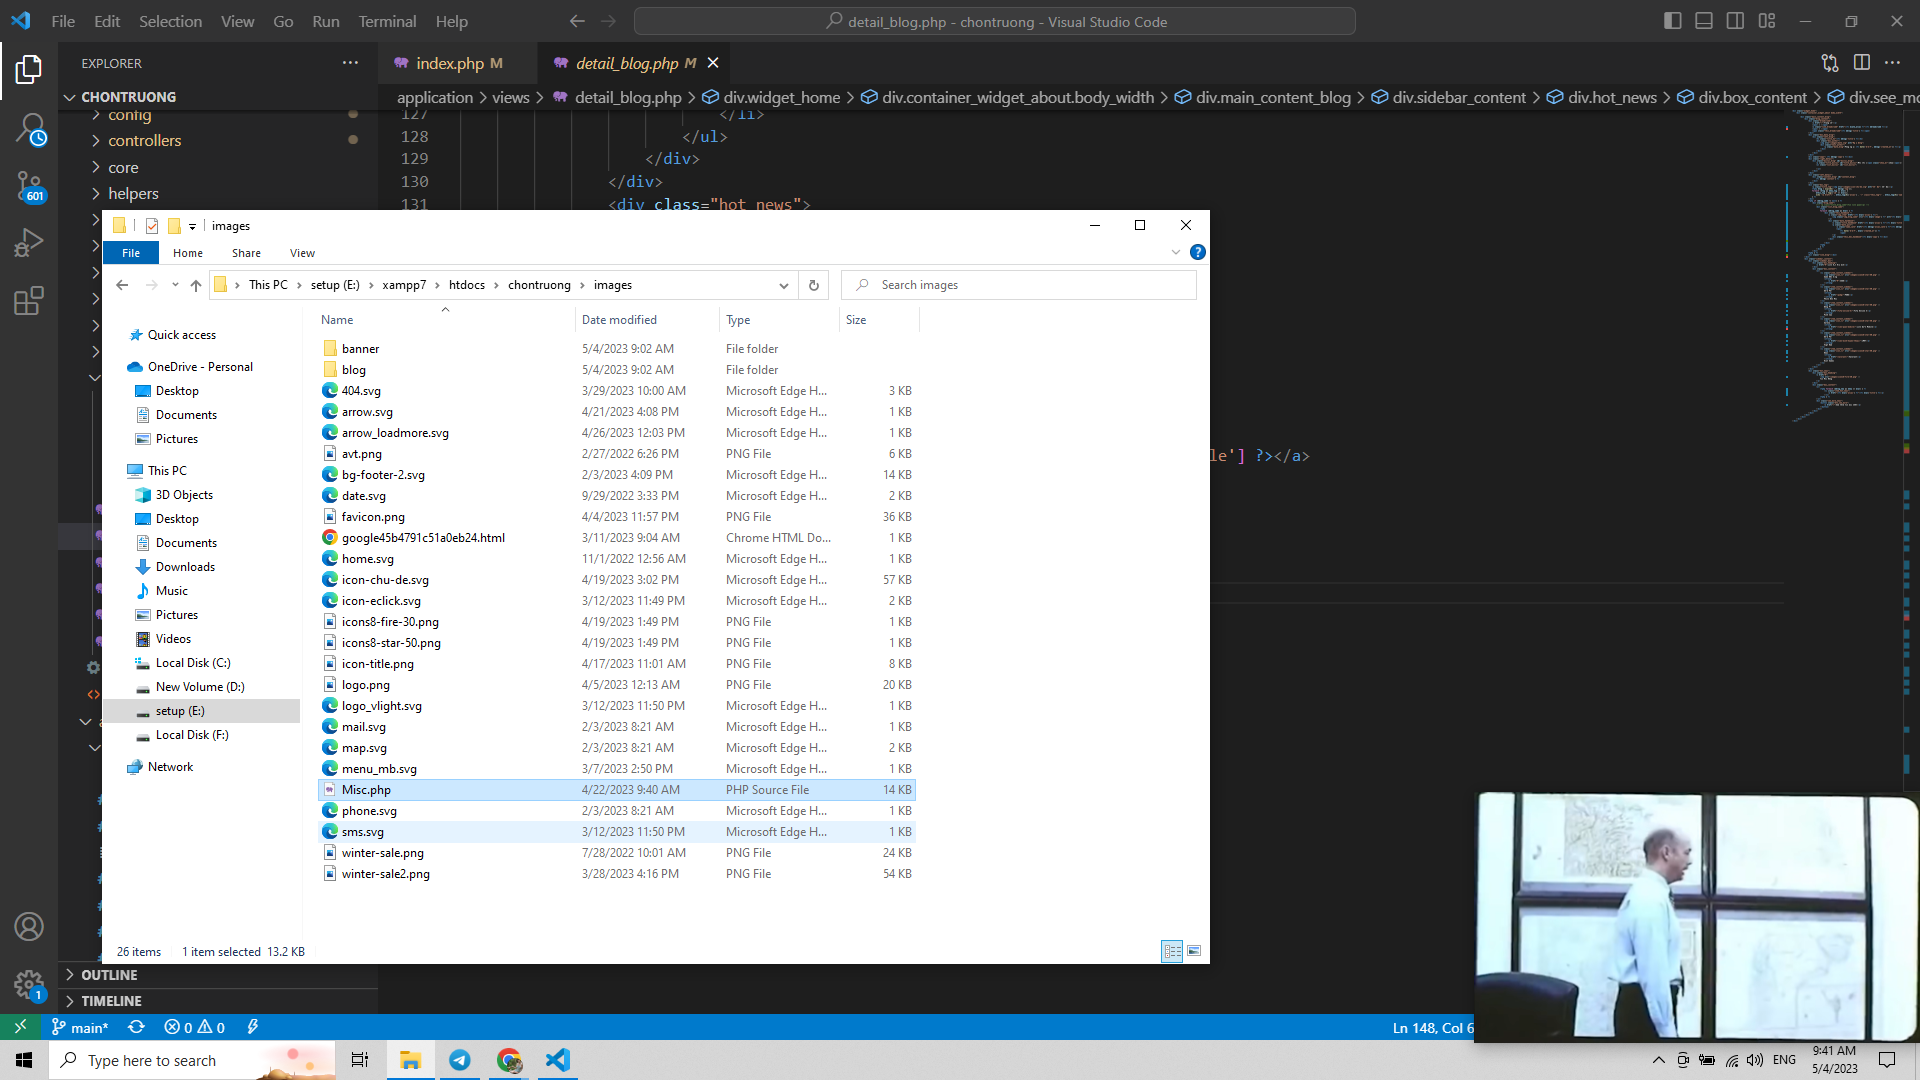 File Edit Selection View Go Run Terminal Help
detail_blog.php - chontruong - Visual Studio Code
EXPLORER
index.php M
detail_blog.php M
CHONTRUONG
application > views > detail_blog.php > div.widget_home > div.container_widget_about.body_width > div.main_content_blog > div.sidebar_content > div.hot_news > div.box_content > div.see_mo
config
controllers
core
helpers
127 </li>
128 </ul>
129 </div>
130 </div>
131 <div class="hot_news">
le'] ?></a>
601
images
File Home Share View
This PC > setup (E:) > xampp7 > htdocs > chontruong > images
Search images
Name Date modified Type Size
Quick access
OneDrive - Personal
Desktop
Documents
Pictures
This PC
3D Objects
Desktop
Documents
Downloads
Music
Pictures
Videos
Local Disk (C:)
New Volume (D:)
setup (E:)
Local Disk (F:)
Network
banner 5/4/2023 9:02 AM File folder
blog 5/4/2023 9:02 AM File folder
404.svg 3/29/2023 10:00 AM Microsoft Edge H... 3 KB
arrow.svg 4/21/2023 4:08 PM Microsoft Edge H... 1 KB
arrow_loadmore.svg 4/26/2023 12:03 PM Microsoft Edge H... 1 KB
avt.png 2/27/2022 6:26 PM PNG File 6 KB
bg-footer-2.svg 2/3/2023 4:09 PM Microsoft Edge H... 14 KB
date.svg 9/29/2022 3:33 PM Microsoft Edge H... 2 KB
favicon.png 4/4/2023 11:57 PM PNG File 36 KB
google45b4791c51a0eb24.html 3/11/2023 9:04 AM Chrome HTML Do... 1 KB
home.svg 11/1/2022 12:56 AM Microsoft Edge H... 1 KB
icon-chu-de.svg 4/19/2023 3:02 PM Microsoft Edge H... 57 KB
icon-eclick.svg 3/12/2023 11:49 PM Microsoft Edge H... 2 KB
icons8-fire-30.png 4/19/2023 1:49 PM PNG File 1 KB
icons8-star-50.png 4/19/2023 1:49 PM PNG File 1 KB
icon-title.png 4/17/2023 11:01 AM PNG File 8 KB
logo.png 4/5/2023 12:13 AM PNG File 20 KB
logo_vlight.svg 3/12/2023 11:50 PM Microsoft Edge H... 1 KB
mail.svg 2/3/2023 8:21 AM Microsoft Edge H... 1 KB
map.svg 2/3/2023 8:21 AM Microsoft Edge H... 2 KB
menu_mb.svg 3/7/2023 2:50 PM Microsoft Edge H... 1 KB
Misc.php 4/22/2023 9:40 AM PHP Source File 14 KB
phone.svg 2/3/2023 8:21 AM Microsoft Edge H... 1 KB
sms.svg 3/12/2023 11:50 PM Microsoft Edge H... 1 KB
winter-sale.png 7/28/2022 10:01 AM PNG File 24 KB
winter-sale2.png 3/28/2023 4:16 PM PNG File 54 KB
26 items 1 item selected 13.2 KB
OUTLINE
1
TIMELINE
main* 0 0
Ln 148, Col 6
Type here to search
ENG
9:41 AM
5/4/2023